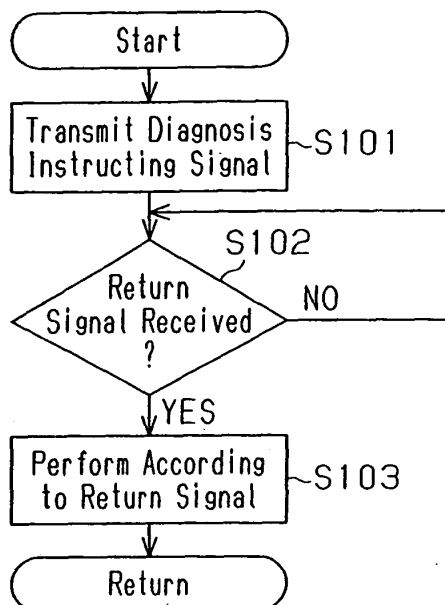 Start
Transmit Diagnosis
Instructing Signal
S101
S102
Return
Signal Received
?
NO
YES
Perform According
to Return Signal
S103
Return